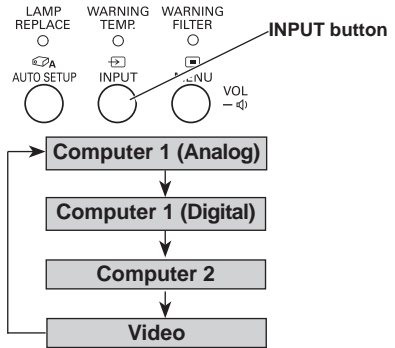 LAMP REPLACE
WARNING TEMP.
WARNING FILTER
INPUT button
A
AUTO SETUP
INPUT
MENU
VOL
–
Computer 1 (Analog)
Computer 1 (Digital)
Computer 2
Video